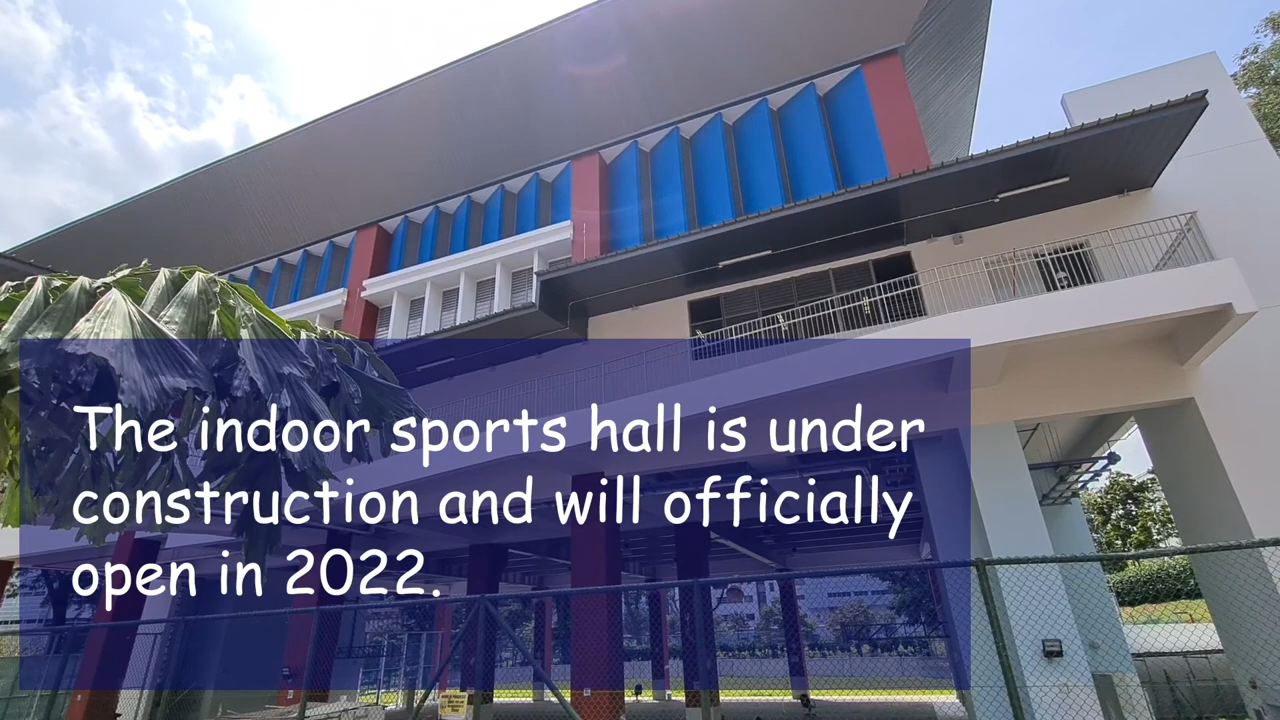 The indoor sports hall is under
construction and will officially
open in 2022.